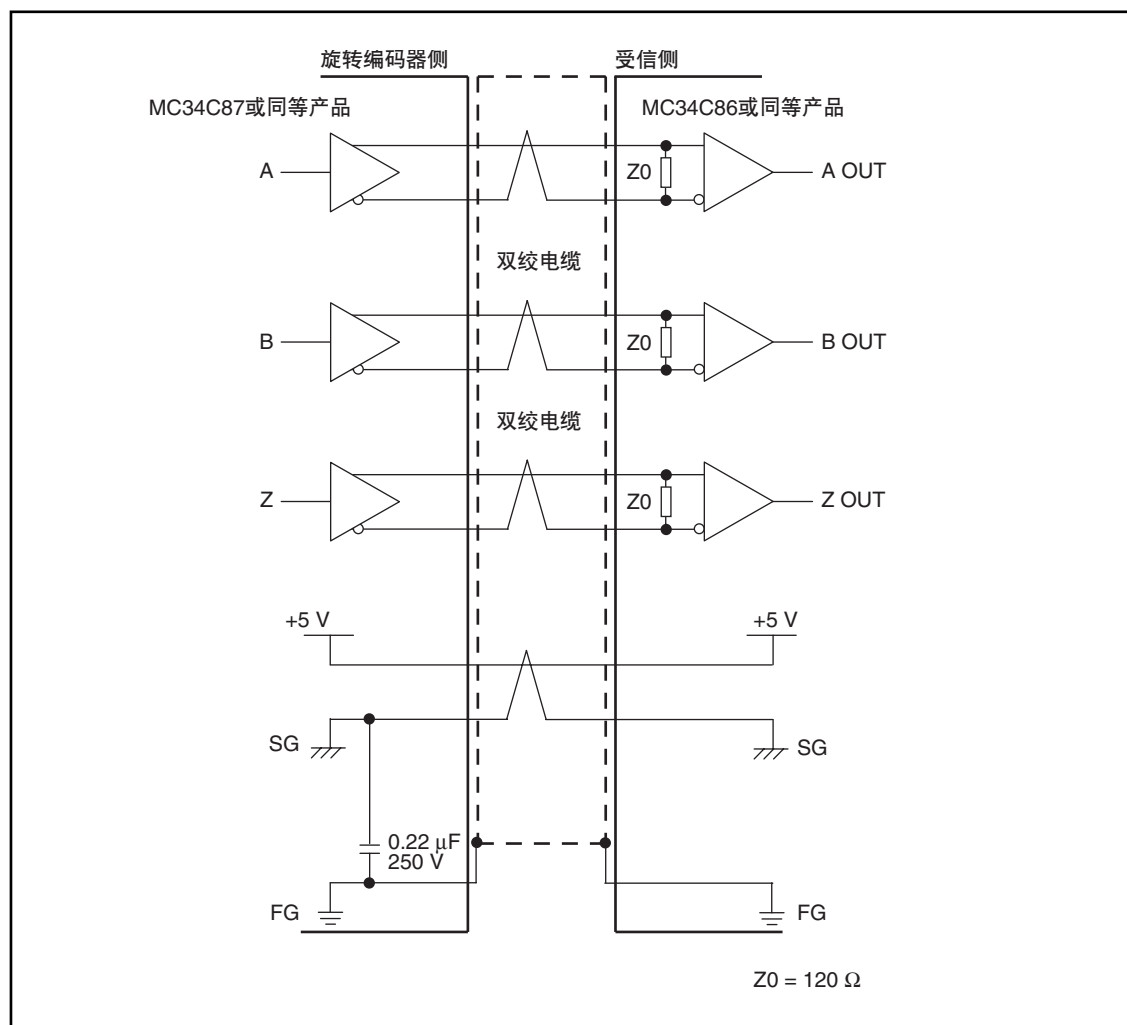 旋转编码器侧
受信侧
MC34C87或同等产品
MC34C86或同等产品
A
Z0
A OUT
双绞电缆
B
Z0
B OUT
双绞电缆
Z
Z0
Z OUT
+5 V
+5 V
SG
SG
0.22 μF
250 V
FG
FG
Z0 = 120 Ω